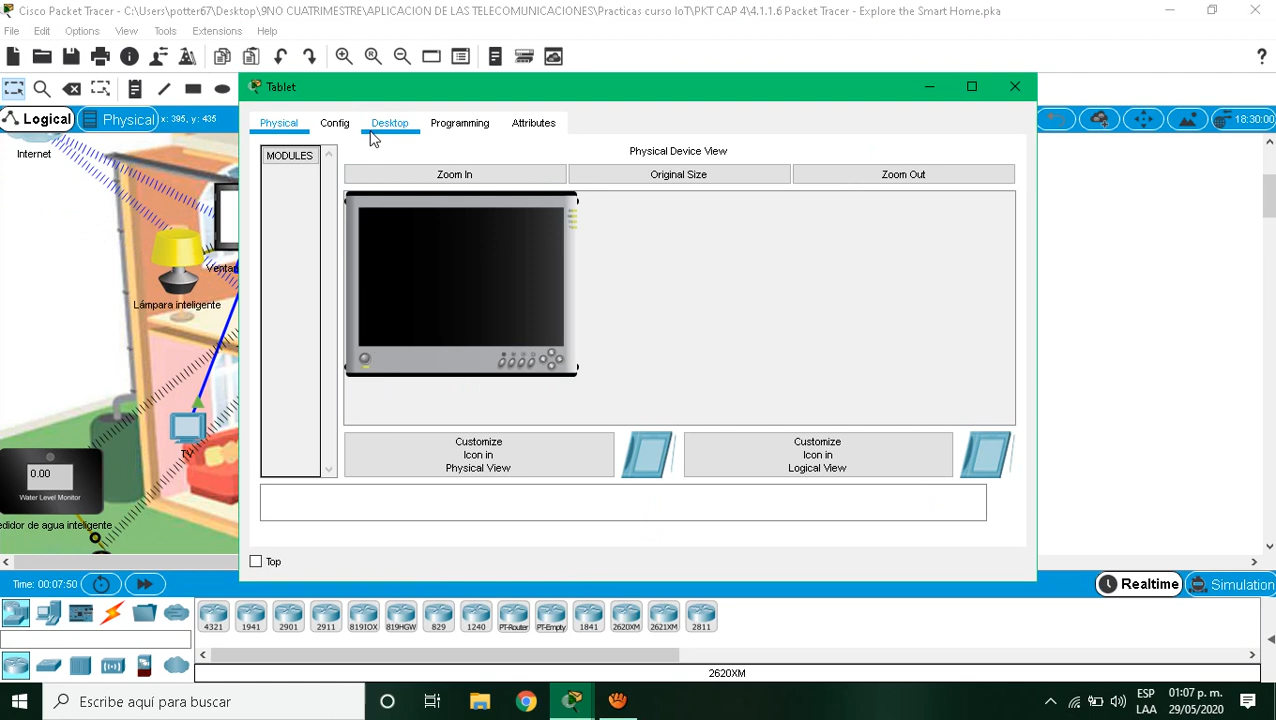 Cisco Packet Tracer - C:\Users\potter67\Desktop\9NO CUATRIMESTRE\APLICACION DE LAS TELECOMUNICACIONES\Practicas curso IoT\PKT CAP 4\4.1.1.6 Packet Tracer - Explore the Smart Home.pka
File Edit Options View Tools Extensions Help
Tablet
Logical Physical x: 395, y: 435
18:30:00
Physical Config Desktop Programming Attributes
Internet
MODULES
Physical Device View
Zoom In Original Size Zoom Out
Venta
Lámpara inteligente
TV
Customize
Icon in
Physical View
Customize
Icon in
Logical View
0.00
Water Level Monitor
edidor de agua inteligente
Top
Time: 00:07:50
Realtime Simulation
4321 1941 2901 2911 819IOX 819HGW 829 1240 PT-Router PT-Empty 1841 2620XM 2621XM 2811
2620XM
Escribe aquí para buscar
ESP
LAA
01:07 p. m.
29/05/2020